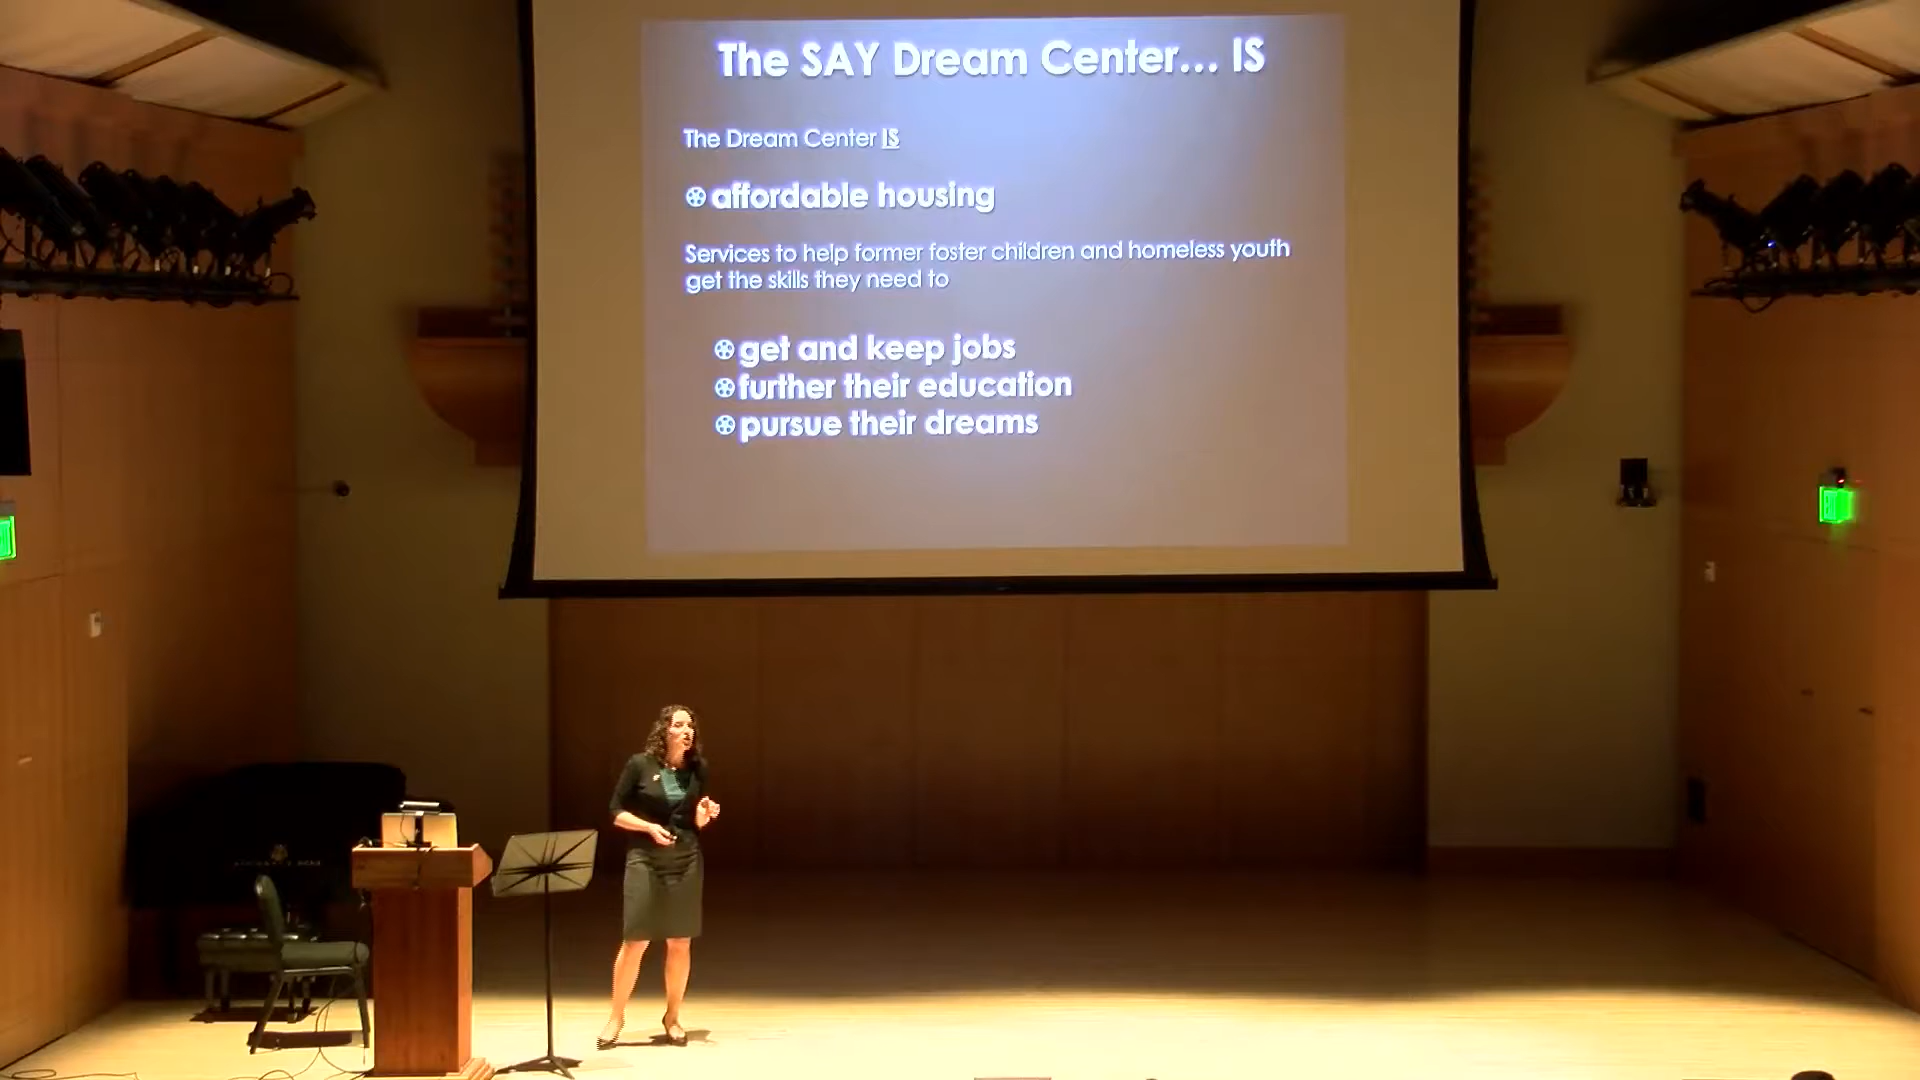 The SAY Dream Center... IS
The Dream Center IS
affordable housing
Services to help former foster children and homeless youth
get the skills they need to
get and keep jobs
further their education
pursue their dreams